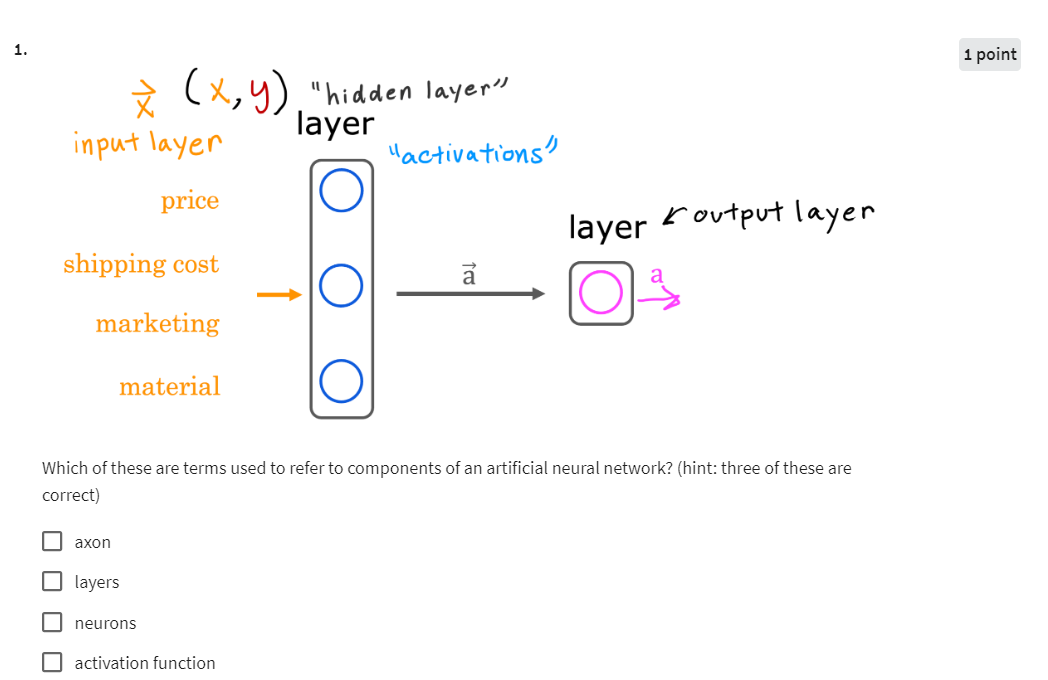 1.
1 point
x⃗ (x,y) "hidden layer"
layer
input layer
"activations"
price
layer
output layer
shipping cost
a⃗
a
marketing
material
Which of these are terms used to refer to components of an artificial neural network? (hint: three of these are
correct)
axon
layers
neurons
activation function